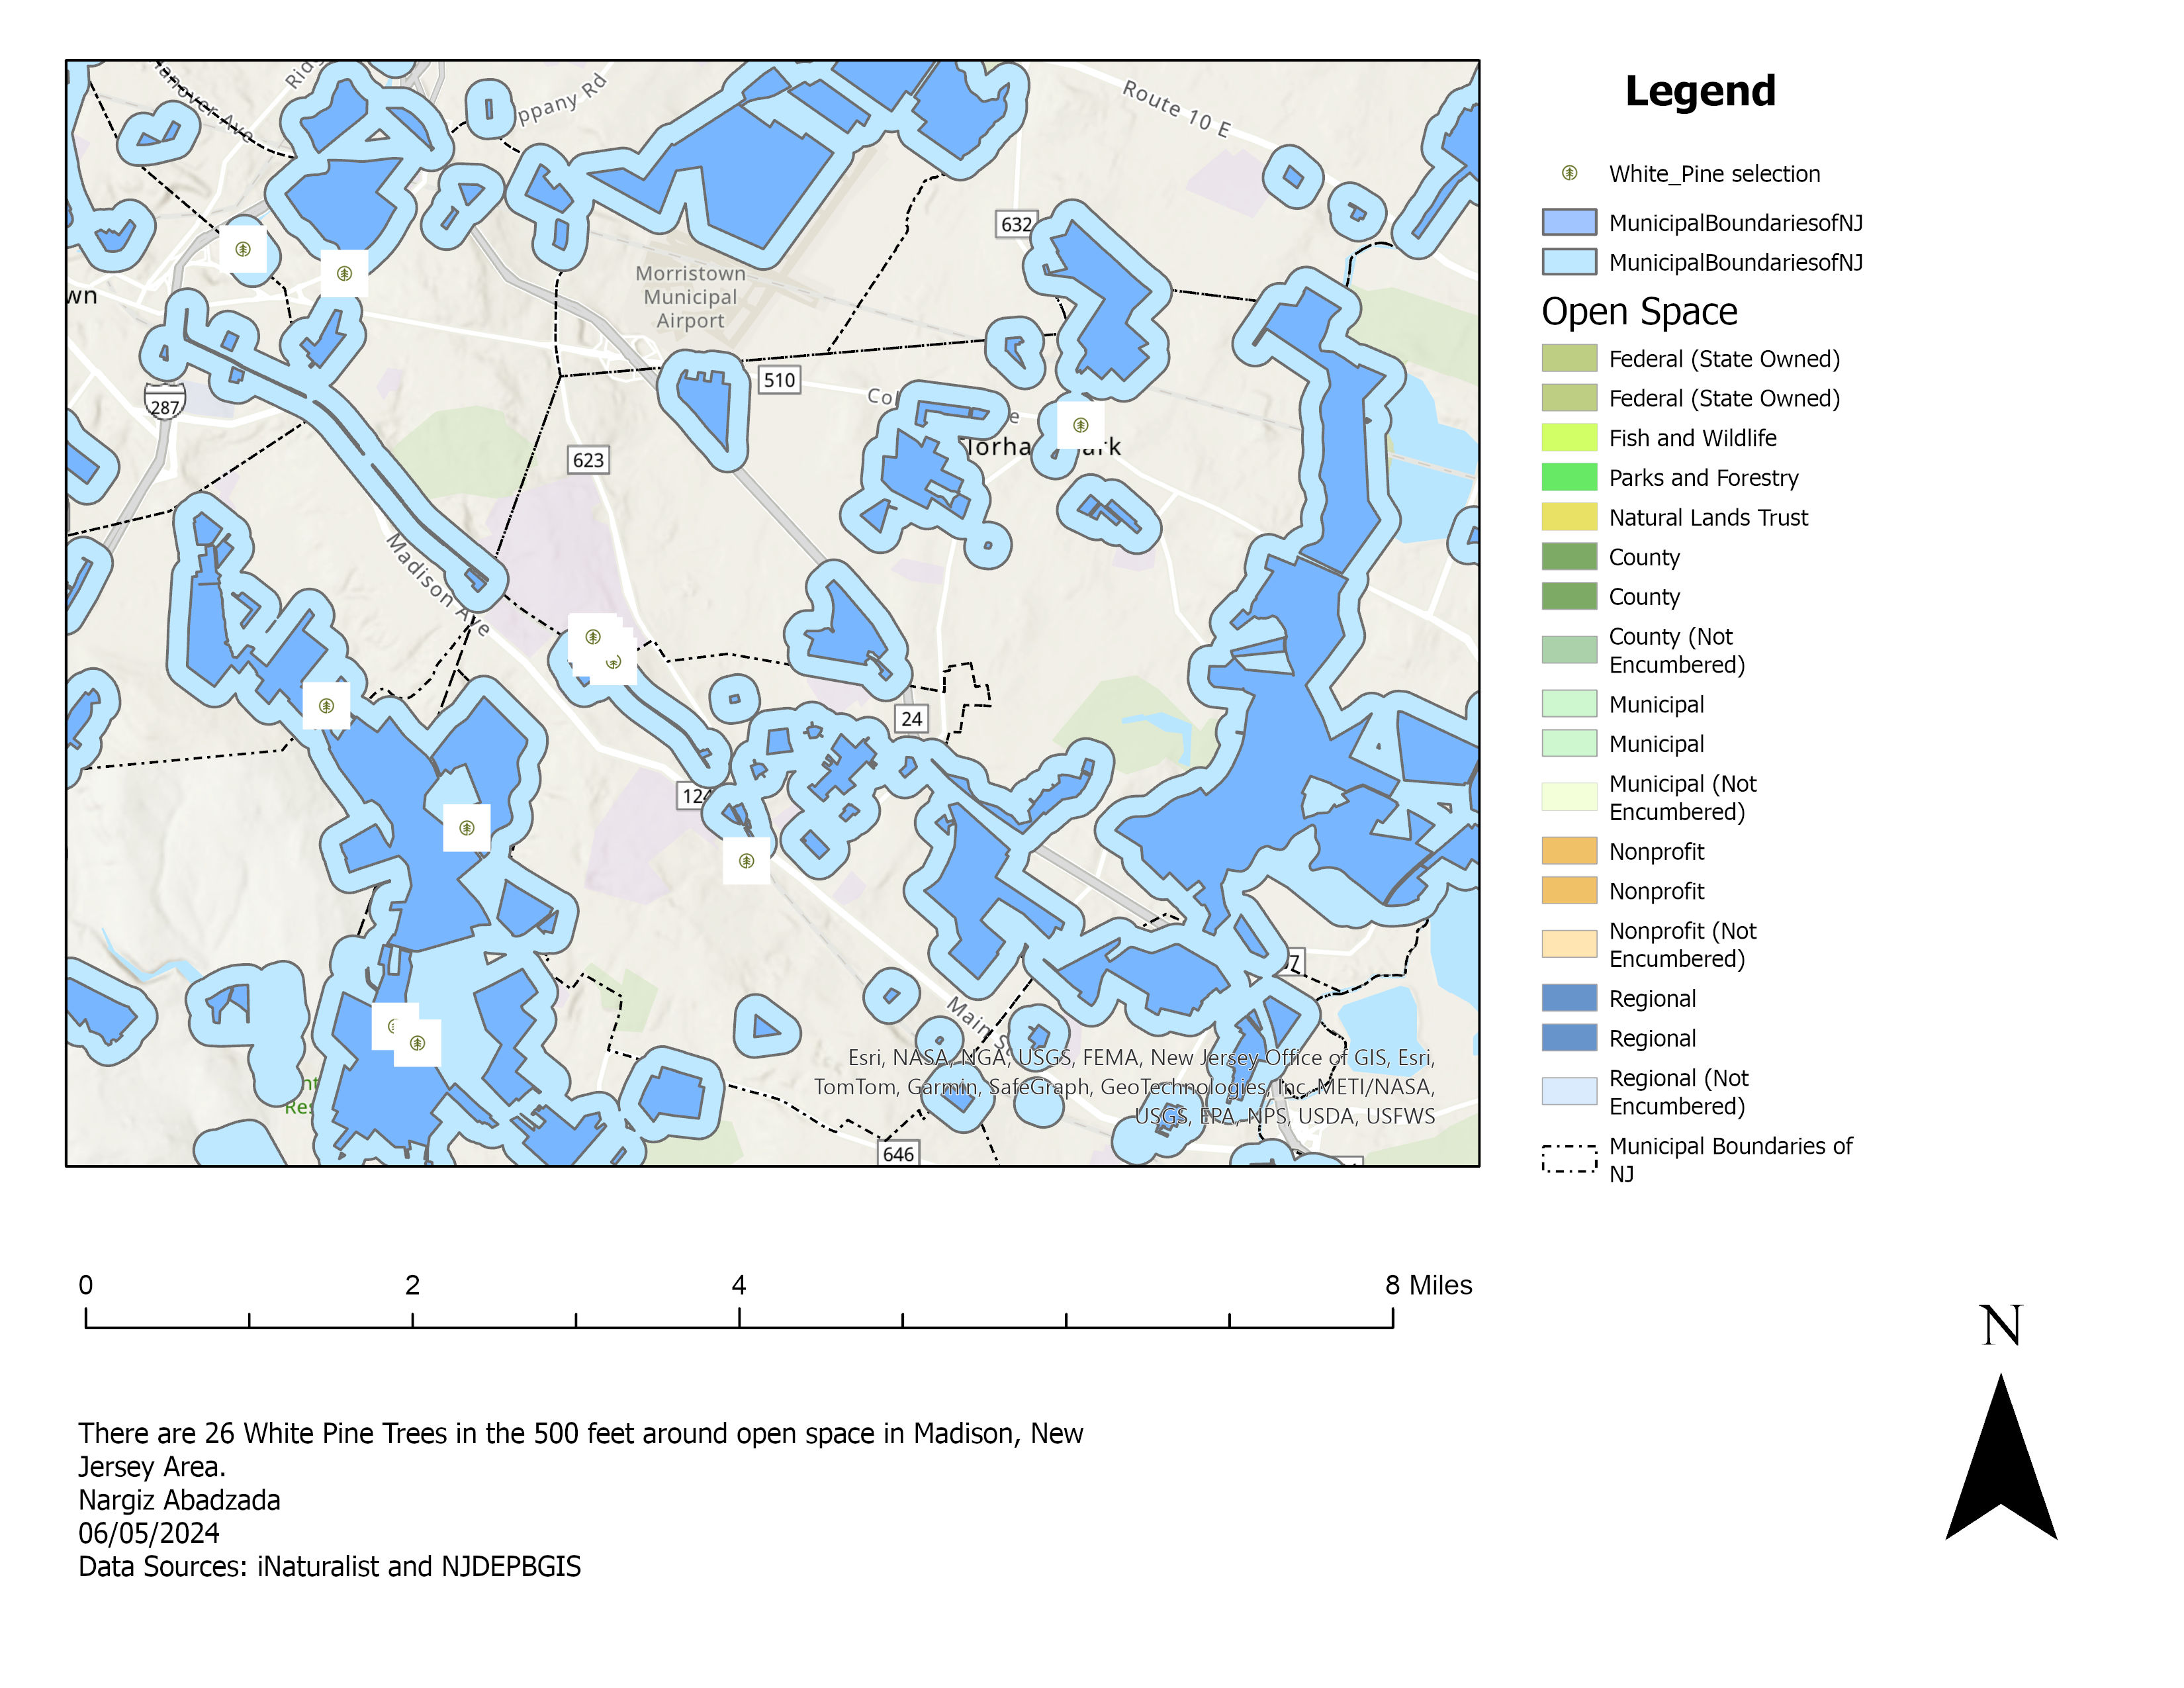 Hanover Ave
ppany Rd
Route 10 E
632
Morristown
Municipal
Airport
wn
510
287
623
Madison Ave
24
124
Main S
646
Esri, NASA, NGA, USGS, FEMA, New Jersey Office of GIS, Esri,
TomTom, Garmin, SafeGraph, GeoTechnologies, Inc, METI/NASA,
USGS, EPA, NPS, USDA, USFWS
Legend
White_Pine selection
MunicipalBoundariesofNJ
MunicipalBoundariesofNJ
Open Space
Federal (State Owned)
Federal (State Owned)
Fish and Wildlife
Parks and Forestry
Natural Lands Trust
County
County
County (Not
Encumbered)
Municipal
Municipal
Municipal (Not
Encumbered)
Nonprofit
Nonprofit
Nonprofit (Not
Encumbered)
Regional
Regional
Regional (Not
Encumbered)
Municipal Boundaries of
NJ
0 2 4 8 Miles
N
There are 26 White Pine Trees in the 500 feet around open space in Madison, New
Jersey Area.
Nargiz Abadzada
06/05/2024
Data Sources: iNaturalist and NJDEPBGIS